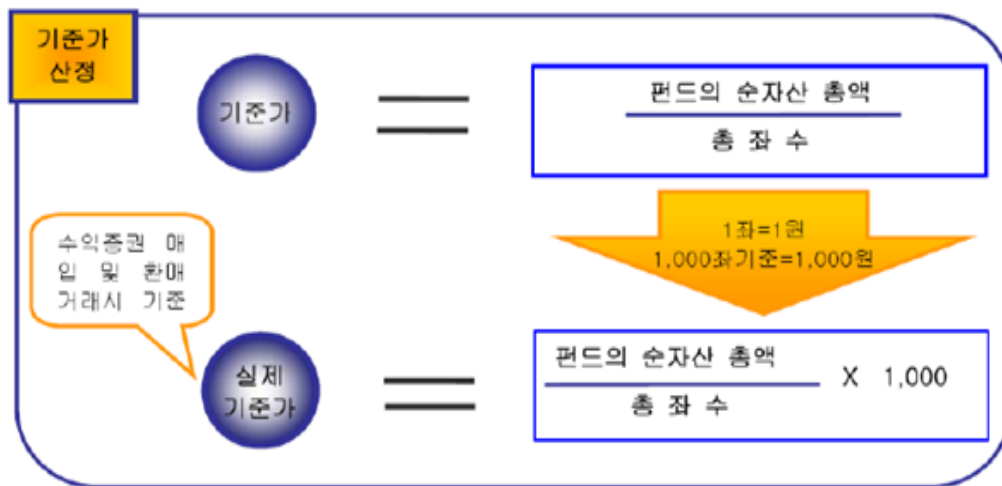 기준가
산정
기준가
펀드의 순자산 총액
총 좌 수
1좌=1원
1,000좌기준=1,000원
수익증권 매
입 및 환매
거래시 기준
실제
기준가
펀드의 순자산 총액
총 좌 수
X 1,000